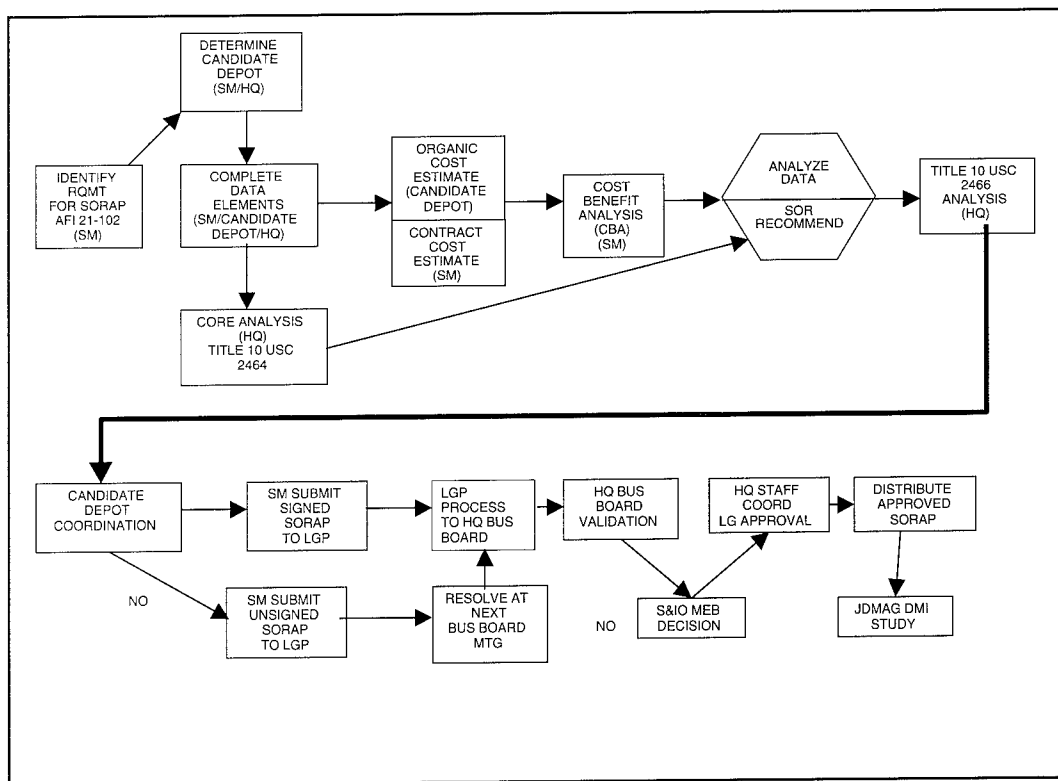 DETERMINE
CANDIDATE
DEPOT
(SM/HQ)
IDENTIFY
RQMT
FOR SORAP
AFI 21-102
(SM)
COMPLETE
DATA
ELEMENTS
(SM/CANDIDATE
DEPOT/HQ)
ORGANIC
COST
ESTIMATE
(CANDIDATE
DEPOT)
CONTRACT
COST
ESTIMATE
(SM)
COST
BENEFIT
ANALYSIS
(CBA)
(SM)
ANALYZE
DATA
SOR
RECOMMEND
TITLE 10 USC
2466
ANALYSIS
(HQ)
CORE ANALYSIS
(HQ)
TITLE 10 USC
2464
CANDIDATE
DEPOT
COORDINATION
SM SUBMIT
SIGNED
SORAP
TO LGP
LGP
PROCESS
TO HQ BUS
BOARD
HQ BUS
BOARD
VALIDATION
HQ STAFF
COORD
LG APPROVAL
DISTRIBUTE
APPROVED
SORAP
NO
SM SUBMIT
UNSIGNED
SORAP
TO LGP
RESOLVE AT
NEXT
BUS BOARD
MTG
NO
S&IO MEB
DECISION
JDMAG DMI
STUDY